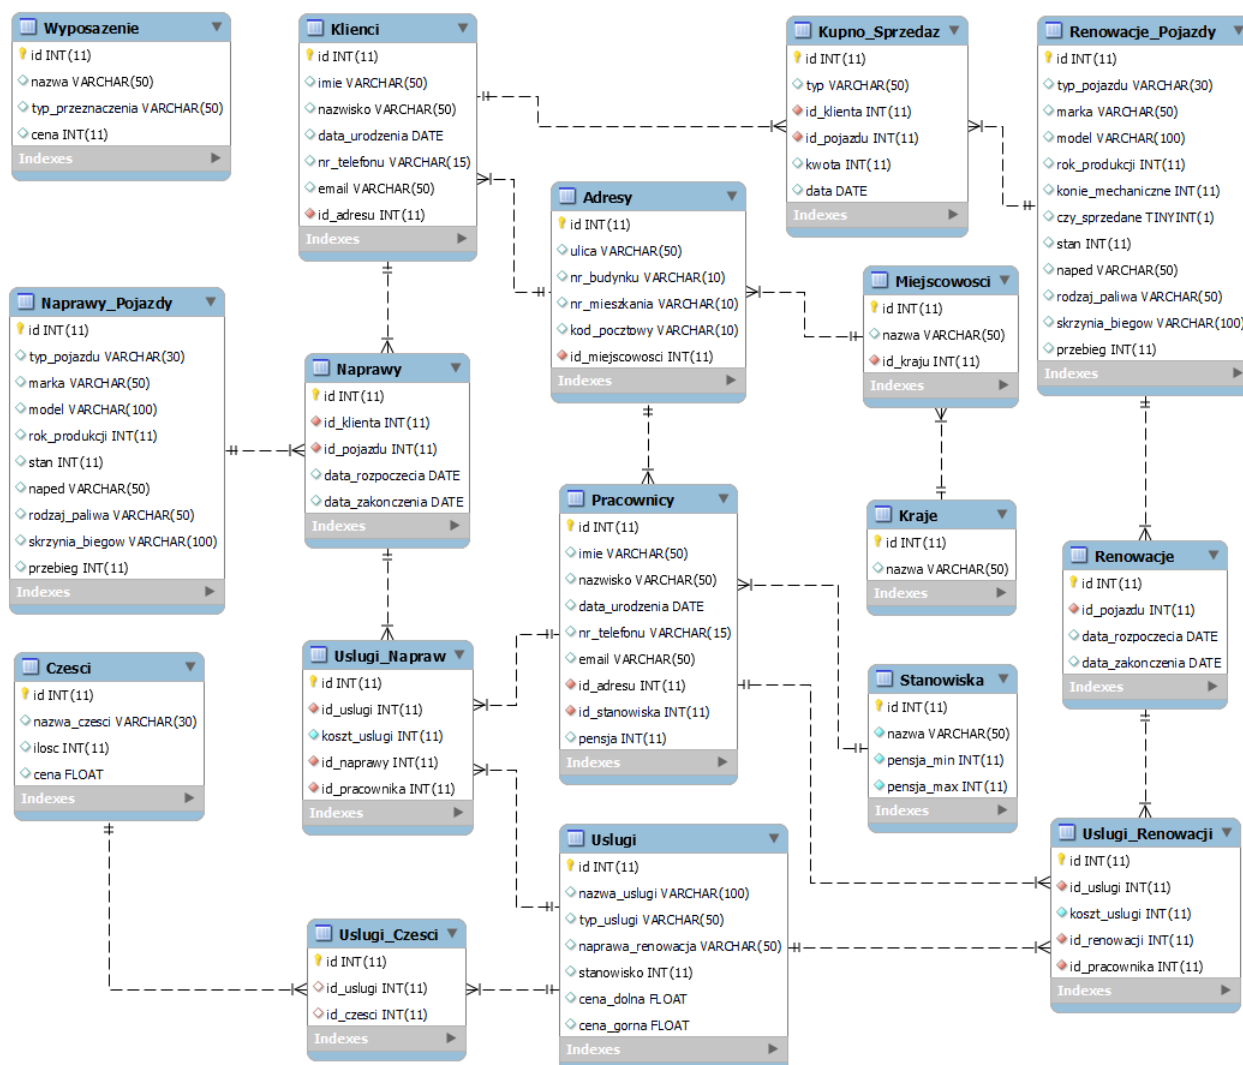 Wyposazenie
id INT(11)
nazwa VARCHAR(50)
typ_przeznaczenia VARCHAR(50)
cena INT(11)
Indexes
Klienci
id INT(11)
imie VARCHAR(50)
nazwisko VARCHAR(50)
data_urodzenia DATE
nr_telefonu VARCHAR(15)
email VARCHAR(50)
id_adresu INT(11)
Indexes
Kupno_Sprzedaz
id INT(11)
typ VARCHAR(50)
id_klienta INT(11)
id_pojazdu INT(11)
kwota INT(11)
data DATE
Indexes
Renowacje_Pojazdy
id INT(11)
typ_pojazdu VARCHAR(30)
marka VARCHAR(50)
model VARCHAR(100)
rok_produkcji INT(11)
konie_mechaniczne INT(11)
czy_sprzedane TINYINT(1)
stan INT(11)
naped VARCHAR(50)
rodzaj_paliwa VARCHAR(50)
skrzynia_biegow VARCHAR(100)
przebieg INT(11)
Indexes
Adresy
id INT(11)
ulica VARCHAR(50)
nr_budynku VARCHAR(10)
nr_mieszkania VARCHAR(10)
kod_pocztowy VARCHAR(10)
id_miejscowosci INT(11)
Indexes
Miejscowosci
id INT(11)
nazwa VARCHAR(50)
id_kraju INT(11)
Indexes
Naprawy_Pojazdy
id INT(11)
typ_pojazdu VARCHAR(30)
marka VARCHAR(50)
model VARCHAR(100)
rok_produkcji INT(11)
stan INT(11)
naped VARCHAR(50)
rodzaj_paliwa VARCHAR(50)
skrzynia_biegow VARCHAR(100)
przebieg INT(11)
Indexes
Naprawy
id INT(11)
id_klienta INT(11)
id_pojazdu INT(11)
data_rozpoczecia DATE
data_zakonczenia DATE
Indexes
Pracownicy
id INT(11)
imie VARCHAR(50)
nazwisko VARCHAR(50)
data_urodzenia DATE
nr_telefonu VARCHAR(15)
email VARCHAR(50)
id_adresu INT(11)
id_stanowiska INT(11)
pensja INT(11)
Indexes
Kraje
id INT(11)
nazwa VARCHAR(50)
Indexes
Renowacje
id INT(11)
id_pojazdu INT(11)
data_rozpoczecia DATE
data_zakonczenia DATE
Indexes
Czesci
id INT(11)
nazwa_czesci VARCHAR(30)
ilosc INT(11)
cena FLOAT
Indexes
Uslugi_Napraw
id INT(11)
id_uslugi INT(11)
koszt_uslugi INT(11)
id_naprawy INT(11)
id_pracownika INT(11)
Indexes
Stanowiska
id INT(11)
nazwa VARCHAR(50)
pensja_min INT(11)
pensja_max INT(11)
Indexes
Uslugi
id INT(11)
nazwa_uslugi VARCHAR(100)
typ_uslugi VARCHAR(50)
naprawa_renowacja VARCHAR(50)
stanowisko INT(11)
cena_dolna FLOAT
cena_gorna FLOAT
Indexes
Uslugi_Renowacji
id INT(11)
id_uslugi INT(11)
koszt_uslugi INT(11)
id_renowacji INT(11)
id_pracownika INT(11)
Indexes
Uslugi_Czesci
id INT(11)
id_uslugi INT(11)
id_czesci INT(11)
Indexes